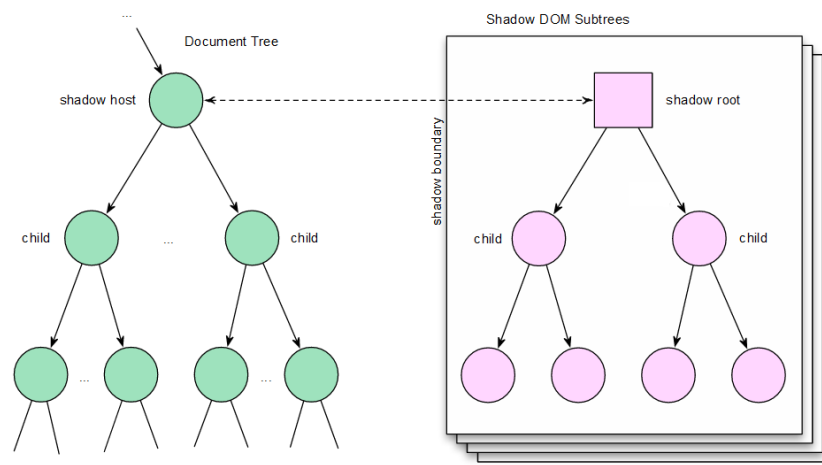 ...
Shadow DOM Subtrees
Document Tree
shadow host
shadow root
shadow boundary
child
...
child
child
child
...
...